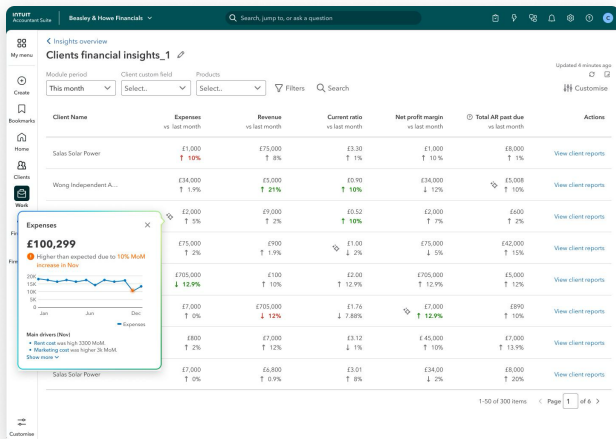 INTUIT
Accountant Suite
Beasley & Howe Financials
Search, jump to, or ask a question
C
My menu
Create
Bookmarks
Home
Clients
Work
Customise
Insights overview
Clients financial insights_1
Updated 4 minutes ago
Module period
Client custom field
Products
This month
Select..
Select..
Filters
Search
Customise
Client Name
Expenses
Revenue
Current ratio
Net profit margin
Total AR past due
Actions
vs last month
vs last month
vs last month
vs last month
vs last month
Salas Solar Power
£1,000
£75,000
£3.30
£1,000
£8,000
View client reports
↑ 10%
↑ 8%
↑ 1%
↑ 10 %
↑ 1%
Wong Independent A...
£34,000
£5,000
£0.90
£34,000
£5,008
View client reports
↑ 1.9%
↑ 21%
↑ 10%
↓ 12%
↑ 10%
£2,000
£9,000
£0.52
£2,000
£600
View client reports
↑ 5%
↑ 2%
↑ 10%
↑ 7%
↑ 2%
£75,000
£900
£1.00
£75,000
£42,000
View client reports
↑ 2%
↑ 1.9%
↓ 2%
↓ 5%
↑ 15%
£705,000
£100
£2.00
£705,000
£5,000
View client reports
↓ 12.9%
↑ 10%
↑ 12.9%
↑ 12.9%
↑ 12%
£7,000
£705,000
£1.76
£7,000
£890
View client reports
↑ 0%
↓ 12%
↓ 7.88%
↑ 12.9%
↑ 10%
£800
£7,000
£3.12
£ 45,000
£7,000
View client reports
↑ 2%
↑ 12%
↓ 1%
↑ 10%
↑ 13.9%
Salas Solar Power
£7,000
£6,800
£3.01
£34,00
£8,000
View client reports
↑ 0%
↑ 0.9%
↑ 8%
↓ 2%
↑ 20%
1-50 of 300 items
Page 1 of 6
Expenses
£100,299
Higher than expected due to 10% MoM
increase in Nov
20K
15K
10K
5K
0
Jan
Jun
Dec
Expenses
Main drivers (Nov)
• Rent cost was high 3300 MoM.
• Marketing cost was higher 3k MoM.
Show more